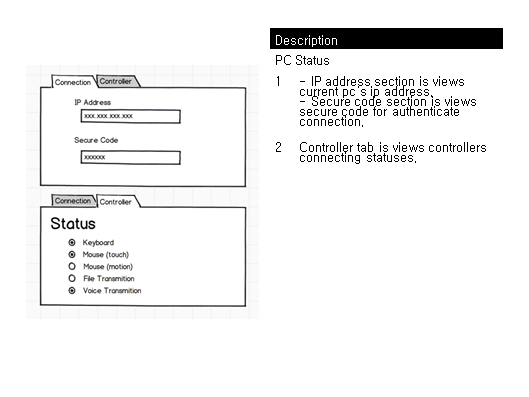 Description
PC Status
1 - IP address section is views
current pc's ip address.
- Secure code section is views
secure code for authenticate
connection.
2 Controller tab is views controllers
connecting statuses.
Connection Controller
IP Address
xxx.xxx.xxx.xxx
Secure Code
xxxxxx
Connection Controller
Status
Keyboard
Mouse (touch)
Mouse (motion)
File Transmition
Voice Transmition